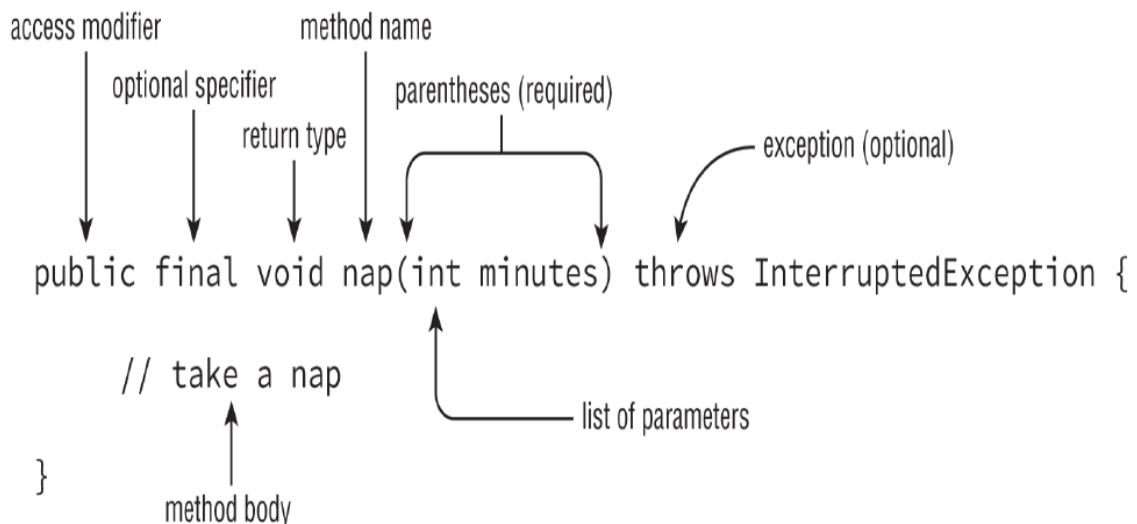 access modifier
method name
optional specifier
parentheses (required)
return type
exception (optional)
public final void nap(int minutes) throws InterruptedException {
// take a nap
list of parameters
}
method body